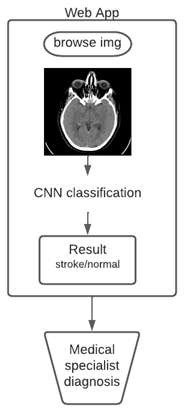 Web App
browse img
CNN classification
Result
stroke/normal
Medical
specialist
diagnosis